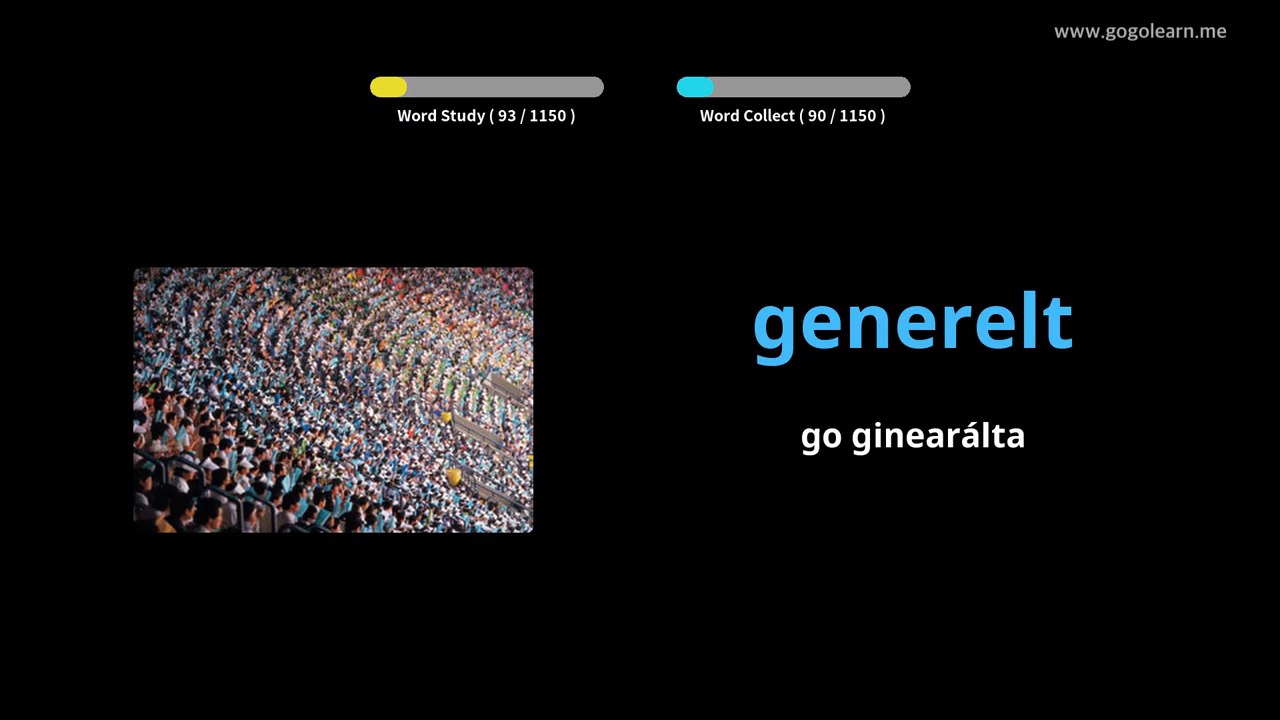 www.gogolearn.me
Word Study ( 93 / 1150 )
Word Collect ( 90 / 1150 )
generelt
go ginearálta